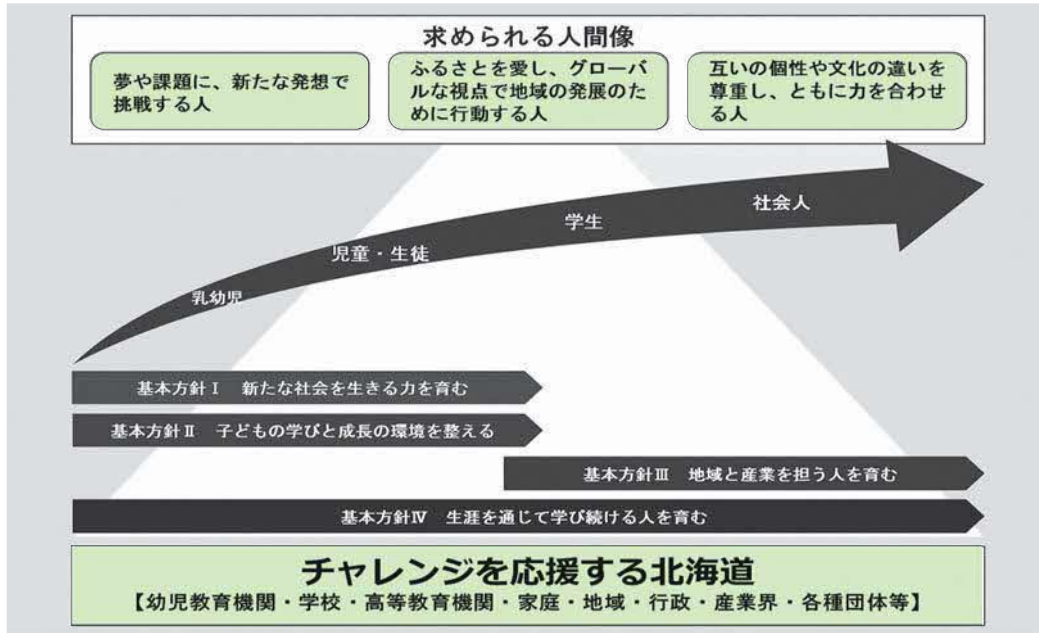 求められる人間像
夢や課題に、新たな発想で
挑戦する人
ふるさとを愛し、グローバ
ルな視点で地域の発展のた
めに行動する人
互いの個性や文化の違いを
尊重し、ともに力を合わせ
る人
社会人
学生
児童・生徒
乳幼児
基本方針Ⅰ 新たな社会を生きる力を育む
基本方針Ⅱ 子どもの学びと成長の環境を整える
基本方針Ⅲ 地域と産業を担う人を育む
基本方針Ⅳ 生涯を通じて学び続ける人を育む
チャレンジを応援する北海道
【幼児教育機関・学校・高等教育機関・家庭・地域・行政・産業界・各種団体等】